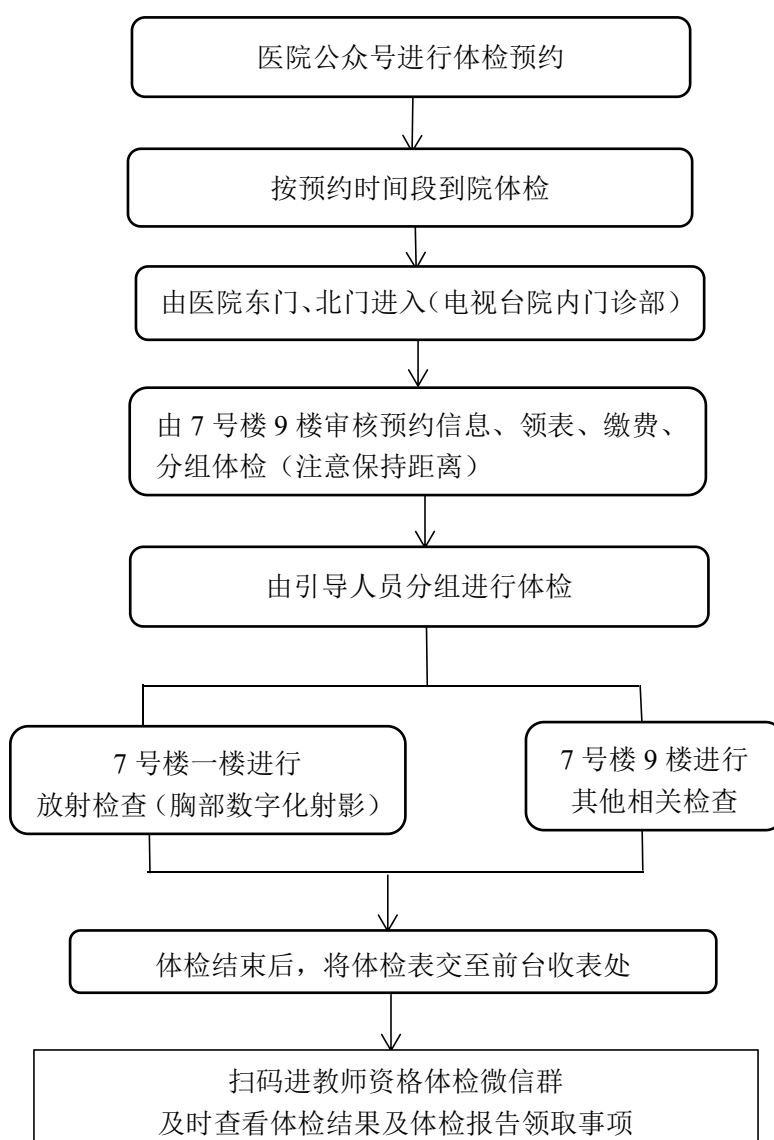 医院公众号进行体检预约
按预约时间段到院体检
由医院东门、北门进入（电视台院内门诊部）
由 7 号楼 9 楼审核预约信息、领表、缴费、
分组体检（注意保持距离）
由引导人员分组进行体检
7 号楼一楼进行
放射检查（胸部数字化射影）
7 号楼 9 楼进行
其他相关检查
体检结束后，将体检表交至前台收表处
扫码进教师资格体检微信群
及时查看体检结果及体检报告领取事项